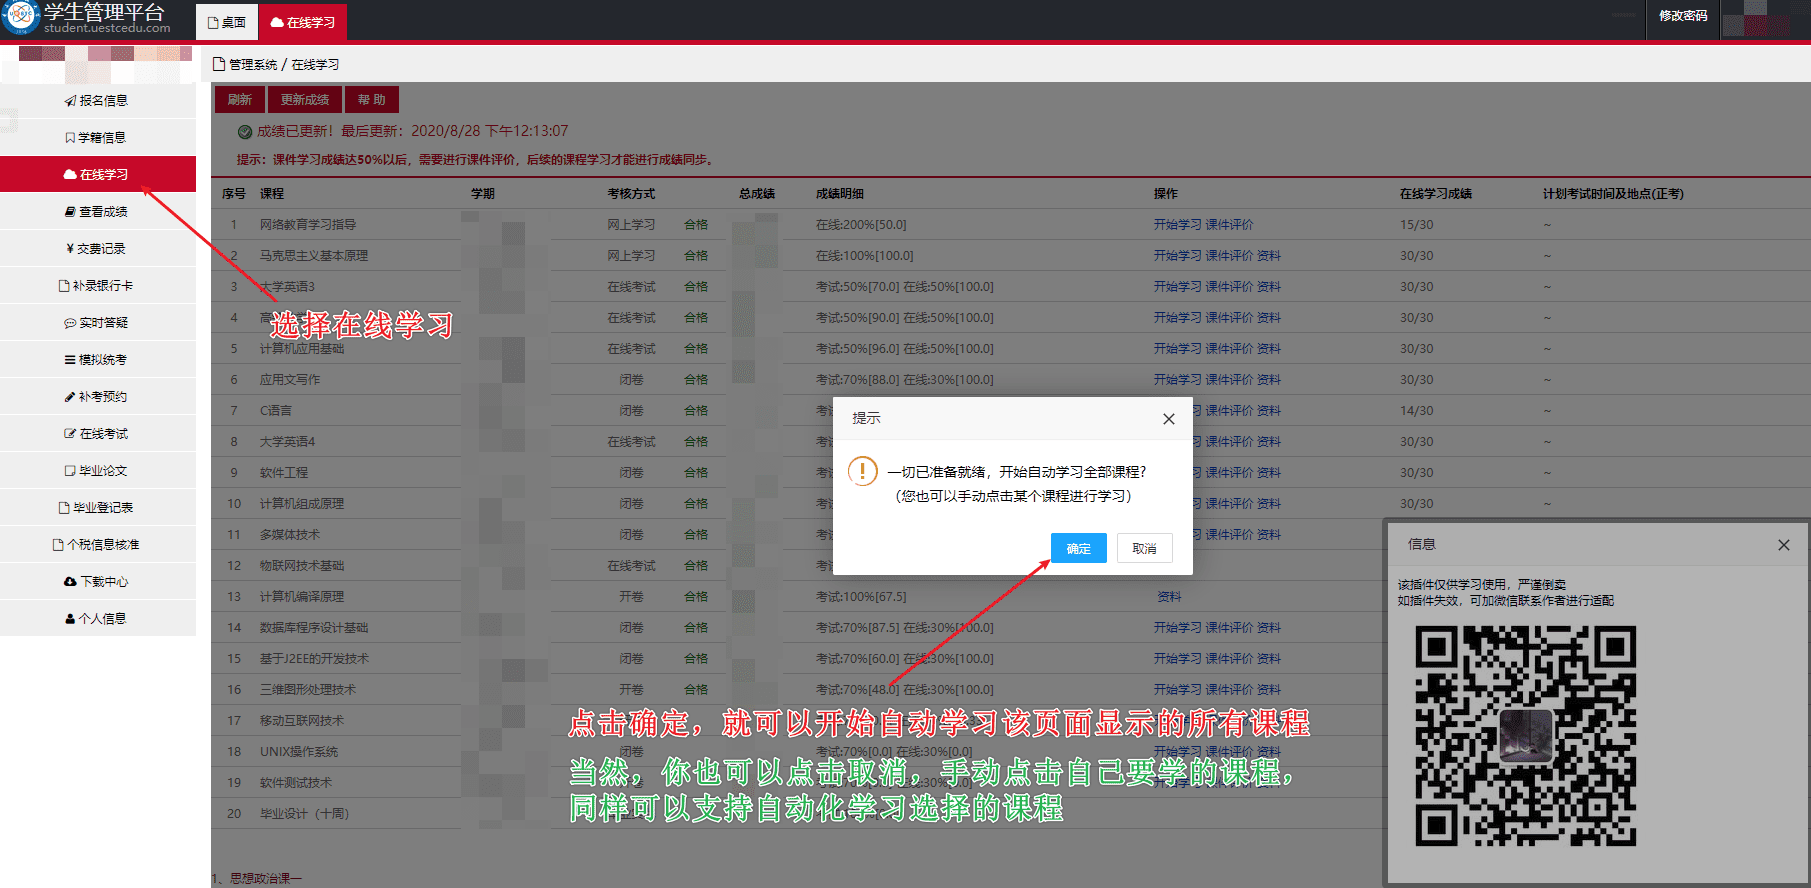 学生管理平台
student.uestcedu.com
桌面
在线学习
修改密码
管理系统 / 在线学习
报名信息
学籍信息
在线学习
查看成绩
¥ 交费记录
补录银行卡
实时答疑
模拟统考
补考预约
在线考试
毕业论文
毕业登记表
个税信息核准
下载中心
个人信息
刷新 更新成绩 帮 助
成绩已更新！最后更新：2020/8/28 下午12:13:07
提示：课件学习成绩达50%以后，需要进行课件评价，后续的课程学习才能进行成绩同步。
序号 课程 学期 考核方式 总成绩 成绩明细 操作 在线学习成绩 计划考试时间及地点(正考)
1 网络教育学习指导 网上学习 合格 在线:200%[50.0] 开始学习 课件评价 15/30 ~
2 马克思主义基本原理 网上学习 合格 在线:100%[100.0] 开始学习 课件评价 资料 30/30 ~
3 大学英语3 在线考试 合格 考试:50%[70.0] 在线:50%[100.0] 开始学习 课件评价 资料 30/30 ~
4 在线考试 合格 考试:50%[90.0] 在线:50%[100.0] 开始学习 课件评价 资料 30/30 ~
5 计算机应用基础 在线考试 合格 考试:50%[96.0] 在线:50%[100.0] 开始学习 课件评价 资料 30/30 ~
6 应用文写作 闭卷 合格 考试:70%[88.0] 在线:30%[100.0] 开始学习 课件评价 资料 30/30 ~
7 C语言 闭卷 合格 课件评价 资料 14/30 ~
8 大学英语4 在线考试 合格 课件评价 资料 30/30 ~
9 软件工程 闭卷 合格 课件评价 资料 30/30 ~
10 计算机组成原理 闭卷 合格 课件评价 资料 30/30 ~
11 多媒体技术 闭卷 合格 课件评价 资料
12 物联网技术基础 在线考试 合格
13 计算机编译原理 开卷 合格 考试:100%[67.5] 资料
14 数据库程序设计基础 闭卷 合格 考试:70%[87.5] 在线:30%[100.0] 开始学习 课件评价 资料
15 基于J2EE的开发技术 闭卷 合格 考试:70%[60.0] 在线:30%[100.0] 开始学习 课件评价 资料
16 三维图形处理技术 开卷 合格 考试:70%[48.0] 在线:30%[100.0] 开始学习 课件评价 资料
17 移动互联网技术
18 UNIX操作系统 闭卷 考试:70%[0.0] 在线:30%[0.0] 开始学习 课件评价 资料
19 软件测试技术
20 毕业设计（十周）
1、思想政治课一
选择在线学习
提示
一切已准备就绪，开始自动学习全部课程?
（您也可以手动点击某个课程进行学习）
确定 取消
点击确定，就可以开始自动学习该页面显示的所有课程
当然，你也可以点击取消，手动点击自己要学的课程，
同样可以支持自动化学习选择的课程
信息
该插件仅供学习使用，严谨倒卖
如插件失效，可加微信联系作者进行适配